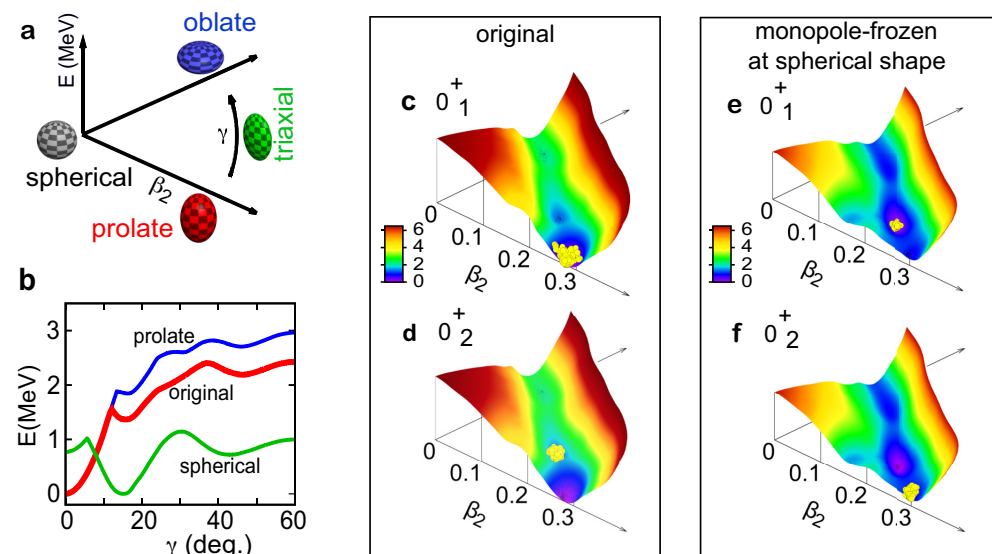 a
E (MeV)
oblate
γ
triaxial
spherical
β2
prolate
b
E(MeV)
3
2
1
0
prolate
original
spherical
0 20 40 60
γ (deg.)
original
c 0+1
6
4
2
0
0
0.1
0.2
0.3
β2
d 0+2
0
0.1
0.2
0.3
β2
monopole-frozen
at spherical shape
e 0+1
6
4
2
0
0
0.1
0.2
0.3
β2
f 0+2
0
0.1
0.2
0.3
β2